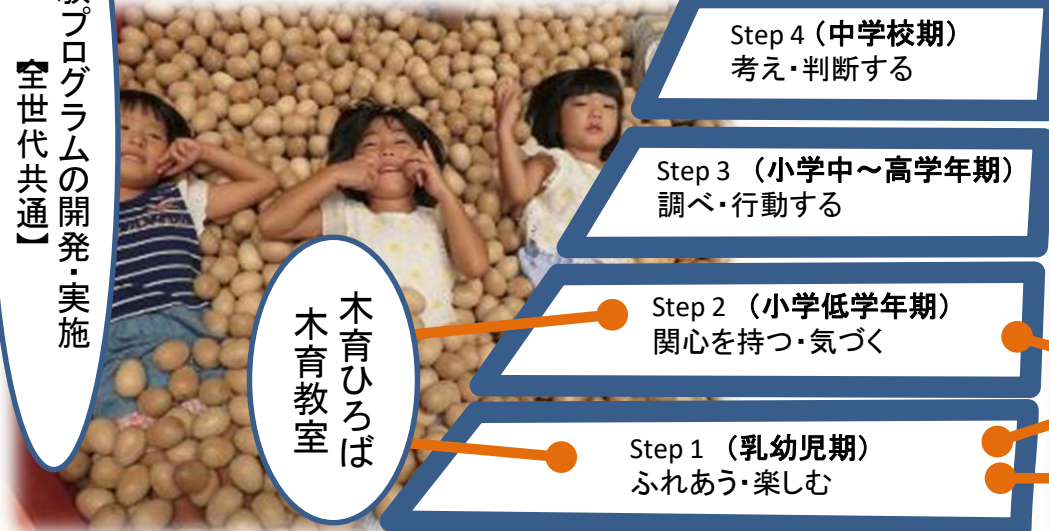 プログラムの開発・実施
【全世代共通】
木育ひろば
木育教室
Step 4（中学校期）
考え・判断する
Step 3 （小学中～高学年期）
調べ・行動する
Step 2 （小学低学年期）
関心を持つ・気づく
Step 1 （乳幼児期）
ふれあう・楽しむ